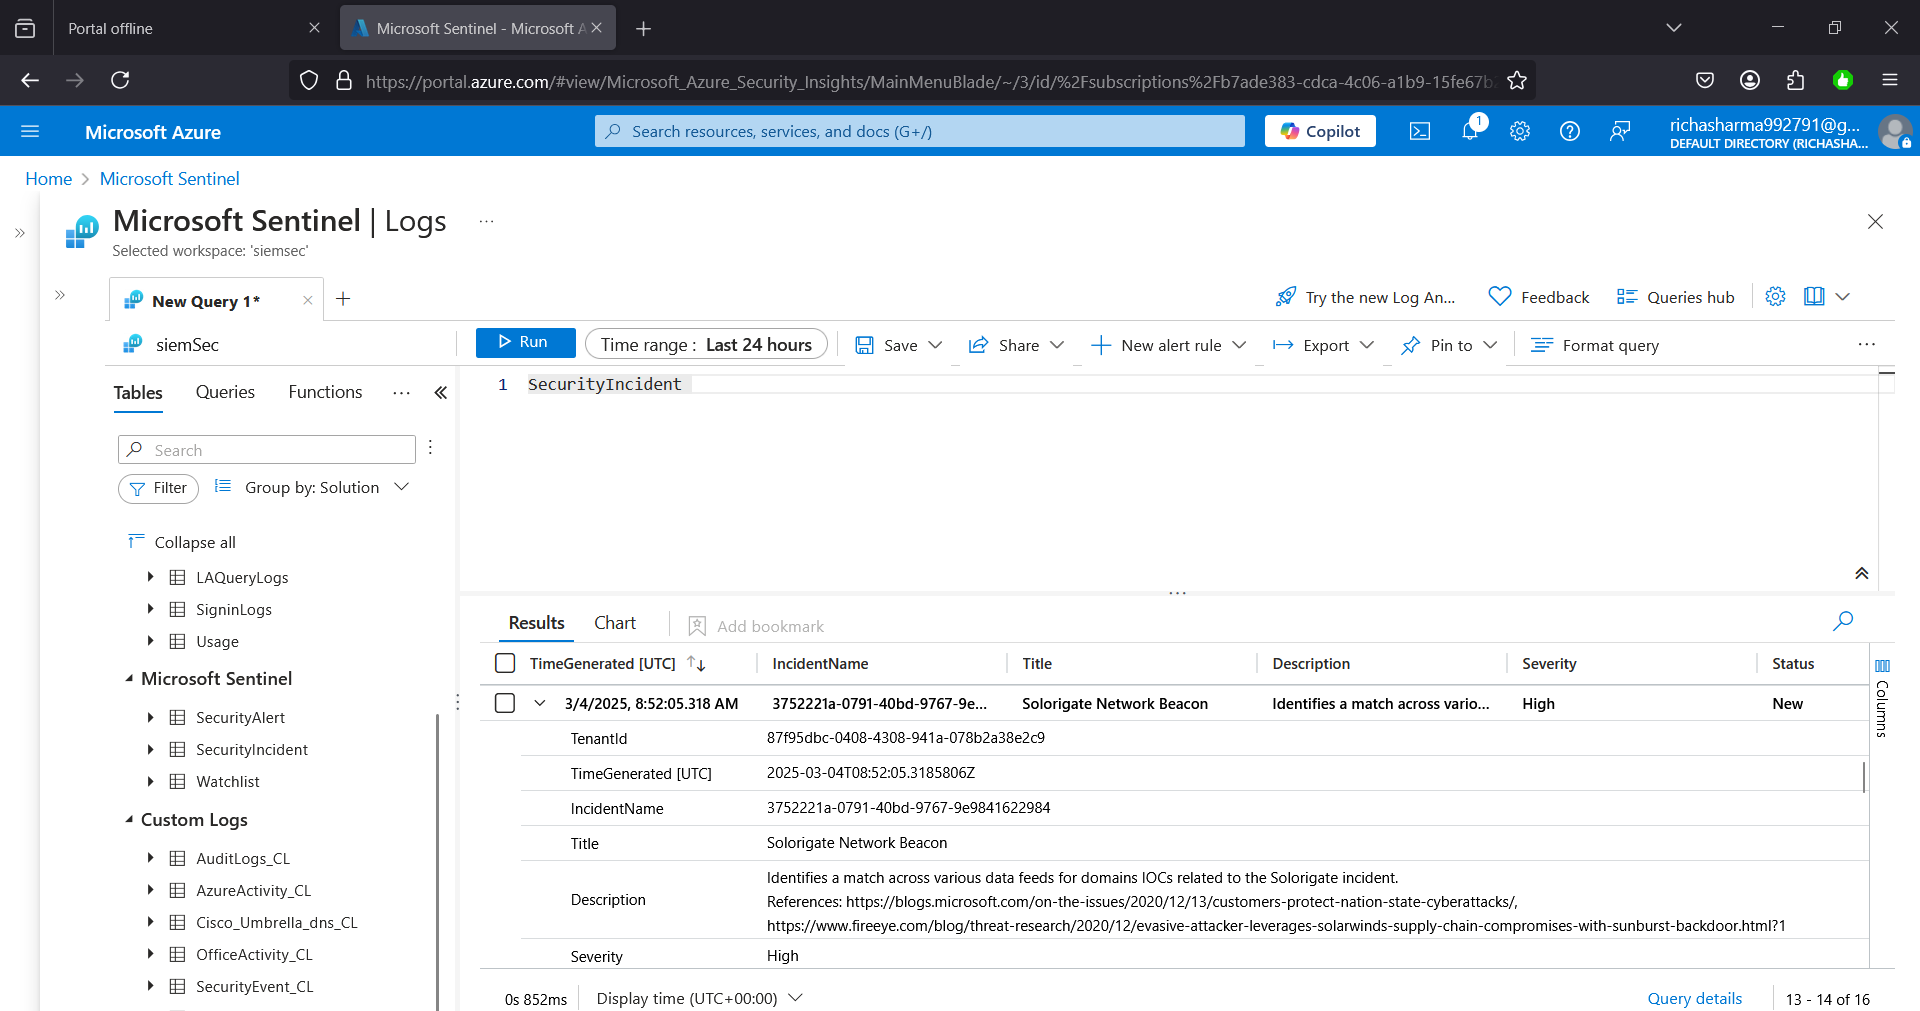 Portal offline
Microsoft Sentinel - Microsoft A
https://portal.azure.com/#view/Microsoft_Azure_Security_Insights/MainMenuBlade/~/3/id/%2Fsubscriptions%2Fb7ade383-cdca-4c06-a1b9-15fe67b
Microsoft Azure
Search resources, services, and docs (G+/)
Copilot
1
richasharma992791@g...
DEFAULT DIRECTORY (RICHASHA...
Home > Microsoft Sentinel
Microsoft Sentinel | Logs ...
Selected workspace: 'siemsec'
New Query 1*
Try the new Log An... Feedback Queries hub
siemSec
Run Time range : Last 24 hours Save Share New alert rule Export Pin to Format query ...
Tables Queries Functions ...
1 SecurityIncident
Search
Filter Group by: Solution
Collapse all
LAQueryLogs
SigninLogs
Usage
Microsoft Sentinel
SecurityAlert
SecurityIncident
Watchlist
Custom Logs
AuditLogs_CL
AzureActivity_CL
Cisco_Umbrella_dns_CL
OfficeActivity_CL
SecurityEvent_CL
Results Chart Add bookmark
TimeGenerated [UTC] IncidentName Title Description Severity Status
3/4/2025, 8:52:05.318 AM 3752221a-0791-40bd-9767-9e... Solorigate Network Beacon Identifies a match across vario... High New
TenantId 87f95dbc-0408-4308-941a-078b2a38e2c9
TimeGenerated [UTC] 2025-03-04T08:52:05.3185806Z
IncidentName 3752221a-0791-40bd-9767-9e9841622984
Title Solorigate Network Beacon
Description Identifies a match across various data feeds for domains IOCs related to the Solorigate incident.
References: https://blogs.microsoft.com/on-the-issues/2020/12/13/customers-protect-nation-state-cyberattacks/,
https://www.fireeye.com/blog/threat-research/2020/12/evasive-attacker-leverages-solarwinds-supply-chain-compromises-with-sunburst-backdoor.html?1
Severity High
Columns
0s 852ms Display time (UTC+00:00) Query details 13 - 14 of 16